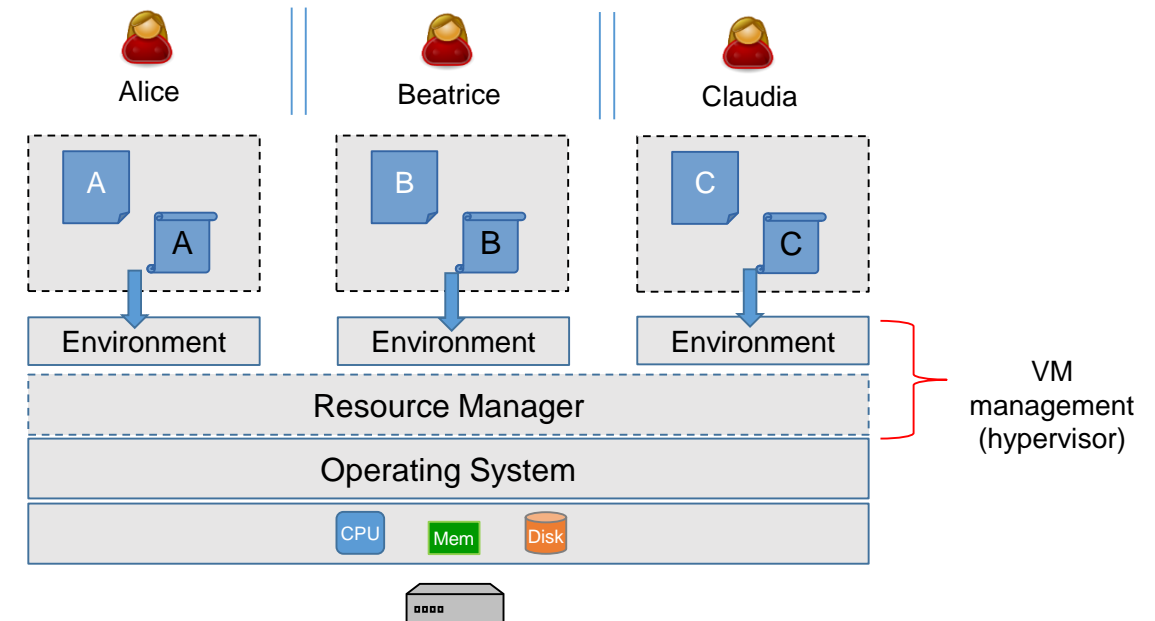 Alice
Beatrice
Claudia
A
A
B
B
C
C
Environment
Environment
Environment
Resource Manager
Operating System
CPU
Mem
Disk
VM
management
(hypervisor)